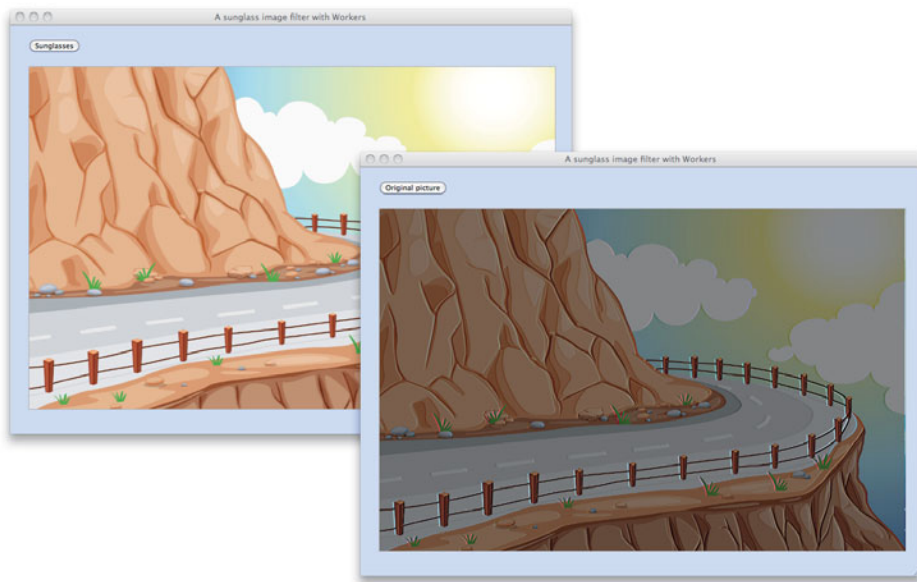 A sunglass image filter with Workers
Sunglasses
A sunglass image filter with Workers
Original picture